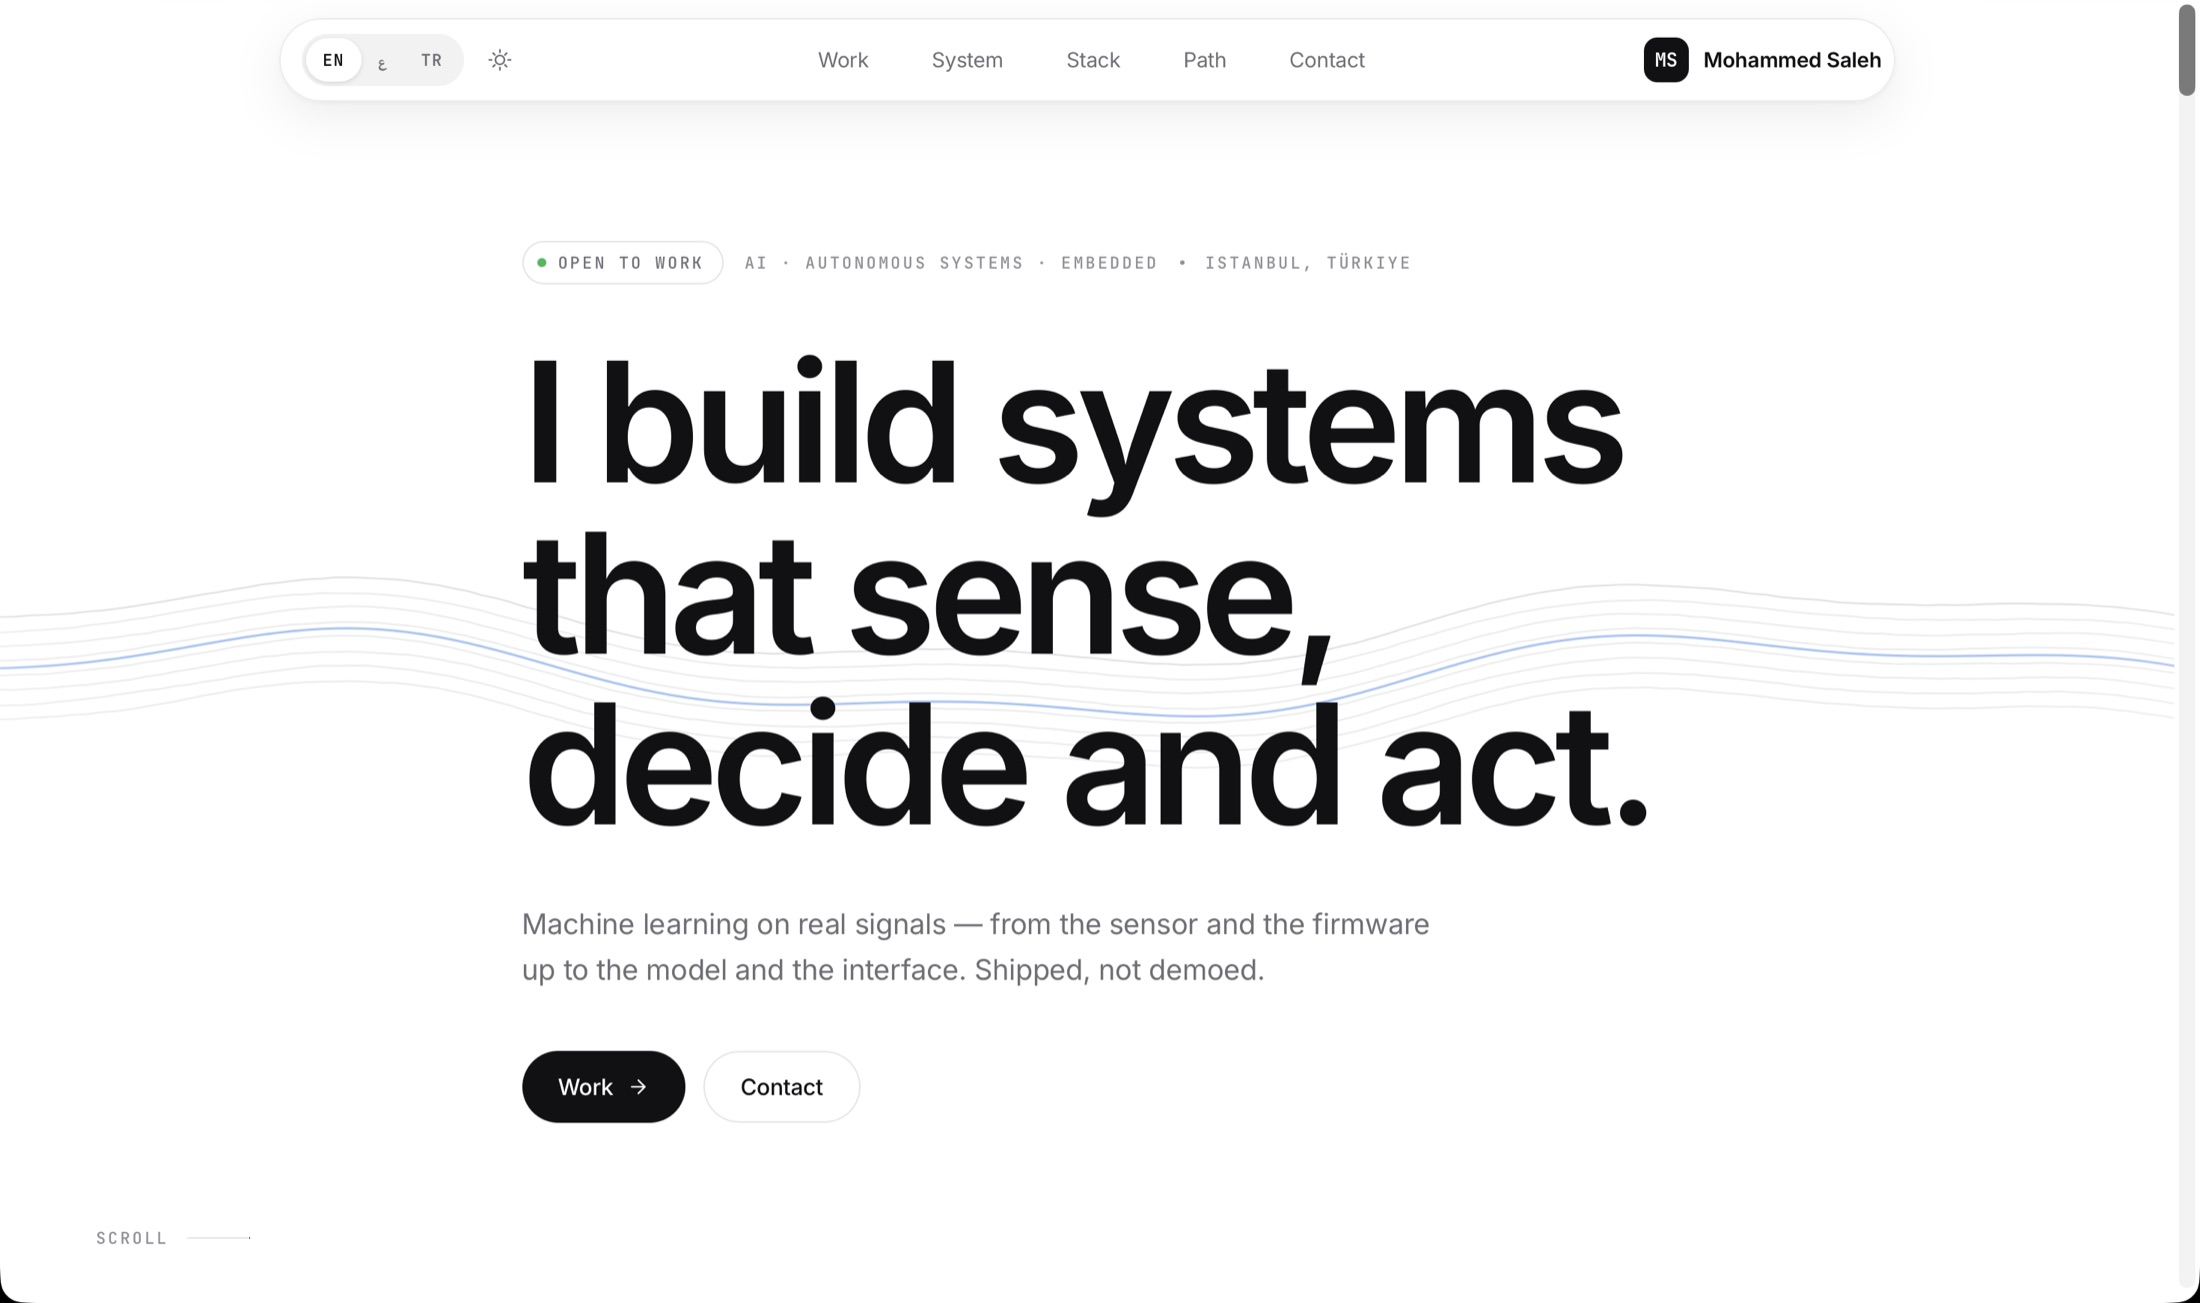 EN ع TR Work System Stack Path Contact MS Mohammed Saleh
OPEN TO WORK AI · AUTONOMOUS SYSTEMS · EMBEDDED • ISTANBUL, TÜRKIYE
I build systems
that sense,
decide and act.
Machine learning on real signals — from the sensor and the firmware
up to the model and the interface. Shipped, not demoed.
Work → Contact
SCROLL